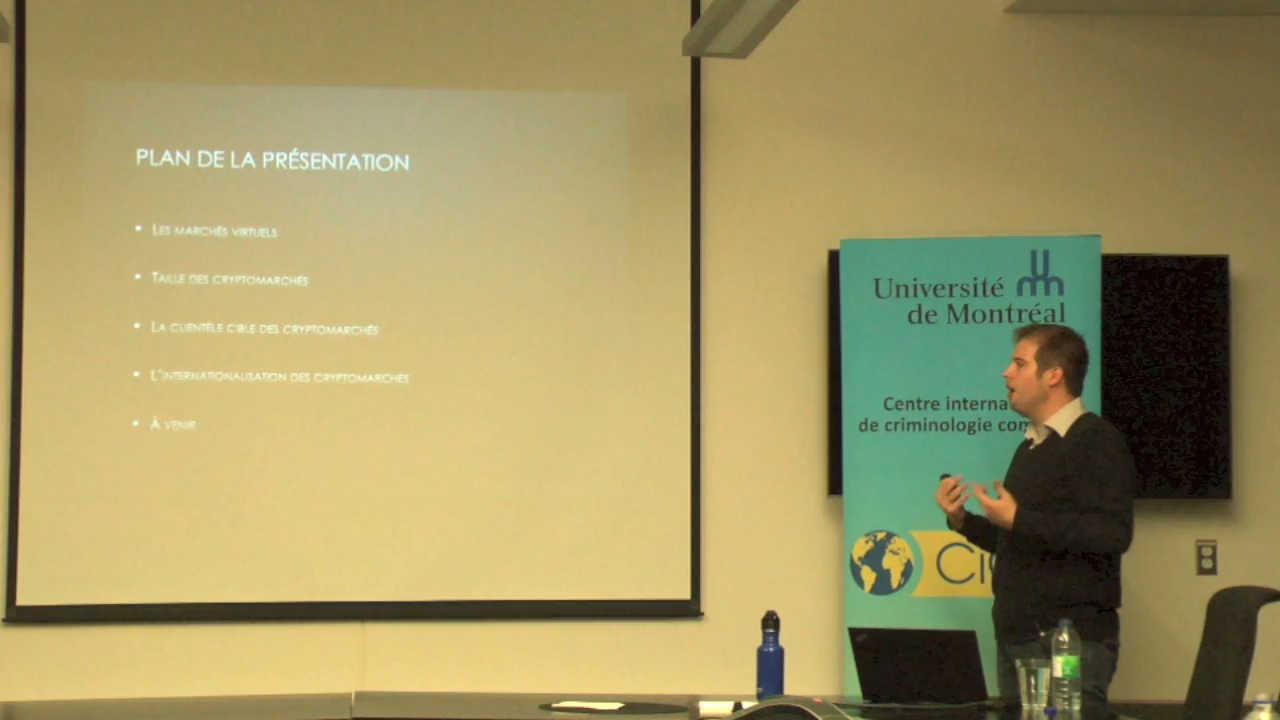 PLAN DE LA PRÉSENTATION
• LES MARCHÉS VIRTUELS
• TAILLE DES CRYPTOMARCHÉS
• LA CLIENTÈLE CIBLE DES CRYPTOMARCHÉS
• L'INTERNATIONALISATION DES CRYPTOMARCHÉS
• À VENIR
Université
de Montréal
Centre interna
de criminologie com
Ci